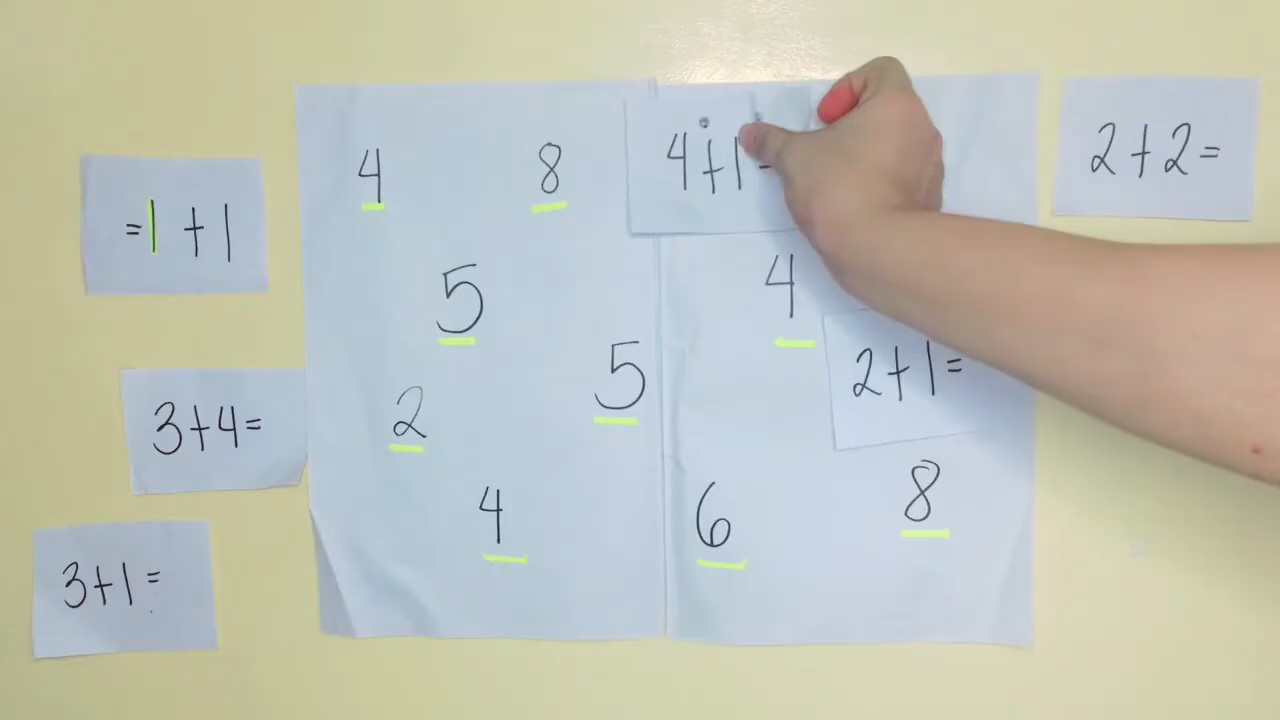 4 8 4+1= 2+2=
=1+1
5 4
5 2+1=
3+4= 2
4 6 8
3+1=